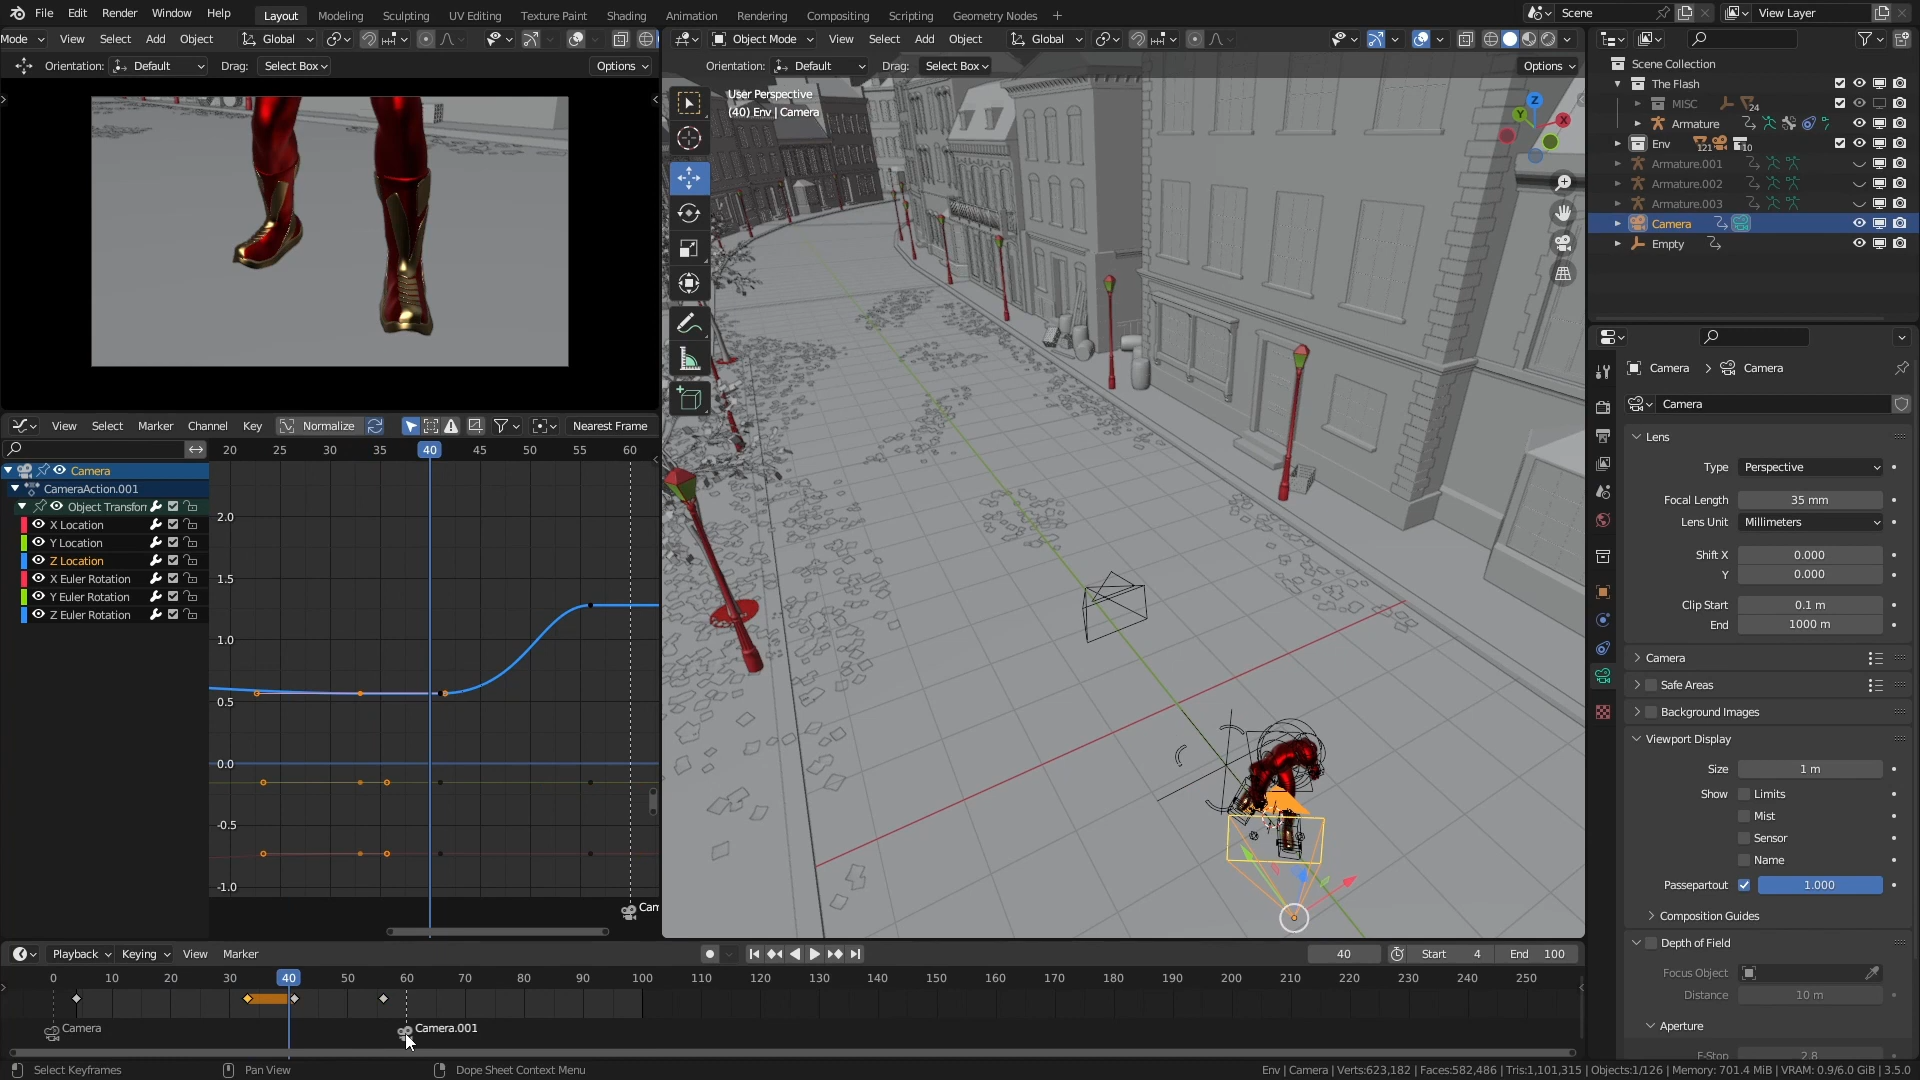 File Edit Render Window Help Layout Modeling Sculpting UV Editing Texture Paint Shading Animation Rendering Compositing Scripting Geometry Nodes + Scene View Layer
Mode View Select Add Object Global
Orientation: Default Drag: Select Box Options
Object Mode View Select Add Object Global
Orientation: Default Drag: Select Box Options
User Perspective
(40) Env | Camera
Z
Y
X
View Select Marker Channel Key Normalize Nearest Frame
20 25 30 35 40 45 50 55 60
Camera
CameraAction.001
Object Transfor
X Location
Y Location
Z Location
X Euler Rotation
Y Euler Rotation
Z Euler Rotation
2.0
1.5
1.0
0.5
0.0
-0.5
-1.0
Cam
Playback Keying View Marker 40 Start 4 End 100
0 10 20 30 40 50 60 70 80 90 100 110 120 130 140 150 160 170 180 190 200 210 220 230 240 250
Camera Camera.001
Select Keyframes Pan View Dope Sheet Context Menu
Env | Camera | Verts:623,182 | Faces:582,486 | Tris:1,101,315 | Objects:1/126 | Memory: 701.4 MiB | VRAM: 0.9/6.0 GiB | 3.5.0
Scene Collection
The Flash
MISC 24
Armature
Env 121 10
Armature.001
Armature.002
Armature.003
Camera
Empty
Camera > Camera
Camera
Lens
Type Perspective
Focal Length 35 mm
Lens Unit Millimeters
Shift X 0.000
Y 0.000
Clip Start 0.1 m
End 1000 m
Camera
Safe Areas
Background Images
Viewport Display
Size 1 m
Show Limits
Mist
Sensor
Name
Passepartout 1.000
Composition Guides
Depth of Field
Focus Object
Distance 10 m
Aperture
F-Stop 2.8